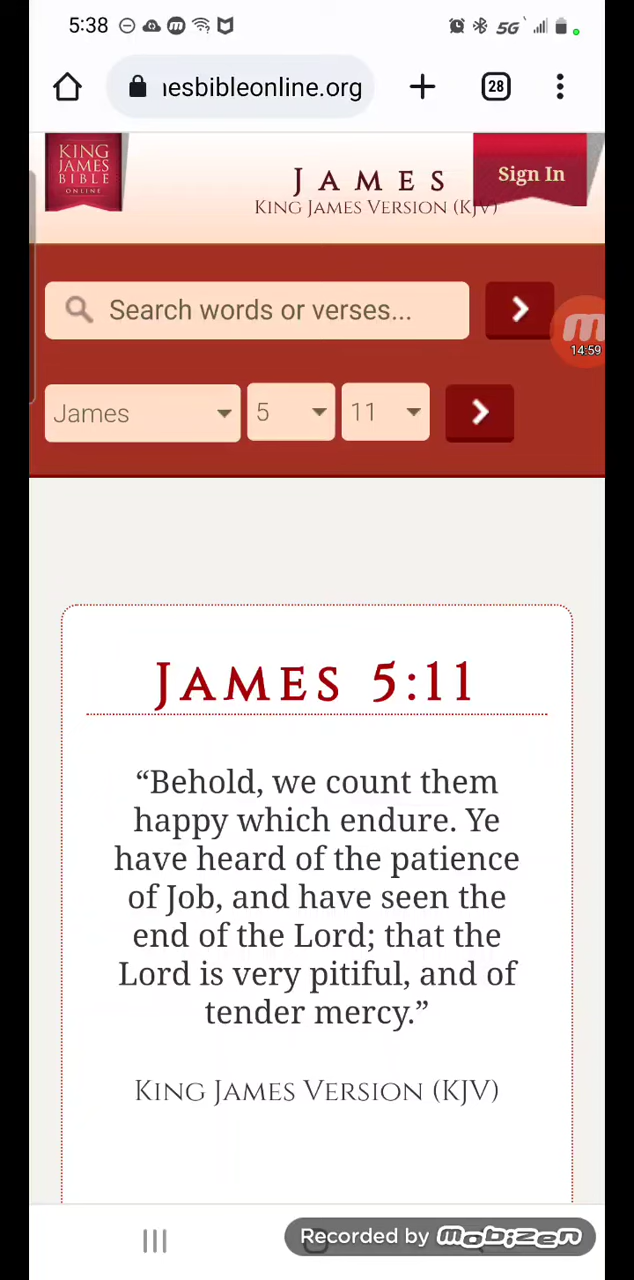 5:38
5G
nesbibleonline.org
28
KING
JAMES
BIBLE
ONLINE
JAMES
KING JAMES VERSION (KJV)
Sign In
Search words or verses...
14:59
James
5
11
JAMES 5:11
“Behold, we count them
happy which endure. Ye
have heard of the patience
of Job, and have seen the
end of the Lord; that the
Lord is very pitiful, and of
tender mercy.”
KING JAMES VERSION (KJV)
Recorded by mobizen